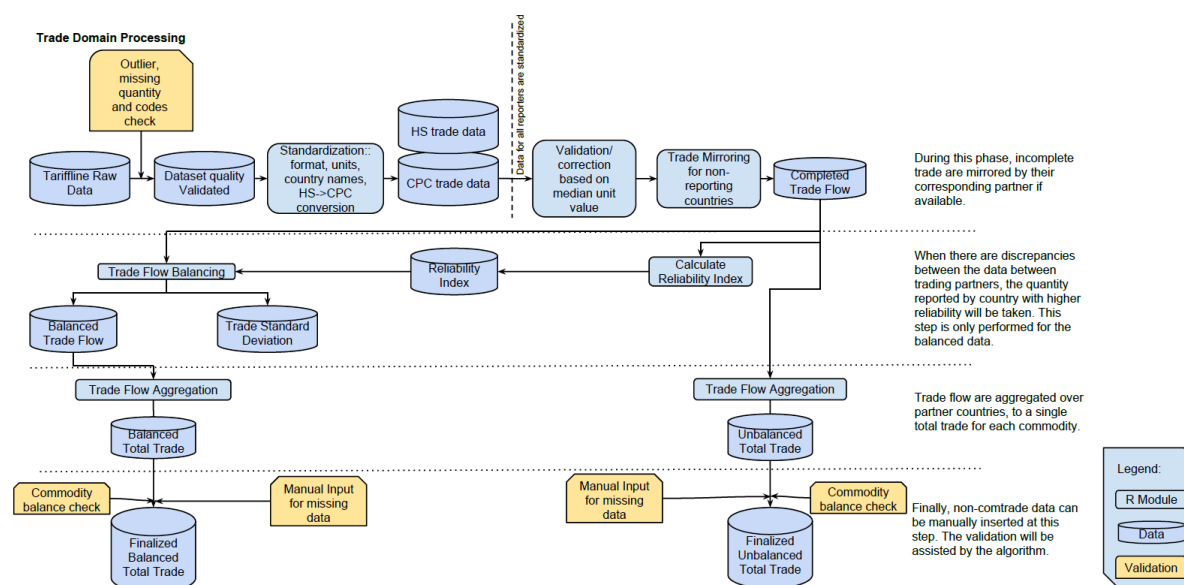 Trade Domain Processing
Outlier,
missing
quantity
and codes
check
Tariffline Raw
Data
Dataset quality
Validated
Standardization::
format, units,
country names,
HS->CPC
conversion
HS trade data
CPC trade data
Data for all reporters are standardized
Validation/
correction
based on
median unit
value
Trade Mirroring
for non-
reporting
countries
Completed
Trade Flow
During this phase, incomplete
trade are mirrored by their
corresponding partner if
available.
Trade Flow Balancing
Reliability
Index
Calculate
Reliability Index
When there are discrepancies
between the data between
trading partners, the quantity
reported by country with higher
reliability will be taken. This
step is only performed for the
balanced data.
Balanced
Trade Flow
Trade Standard
Deviation
Trade Flow Aggregation
Trade Flow Aggregation
Trade flow are aggregated over
partner countries, to a single
total trade for each commodity.
Balanced
Total Trade
Unbalanced
Total Trade
Commodity
balance check
Manual Input
for missing
data
Manual Input
for missing
data
Commodity
balance check
Finalized
Balanced
Total Trade
Finalized
Unbalanced
Total Trade
Finally, non-comtrade data can
be manually inserted at this
step. The validation will be
assisted by the algorithm.
Legend:
R Module
Data
Validation